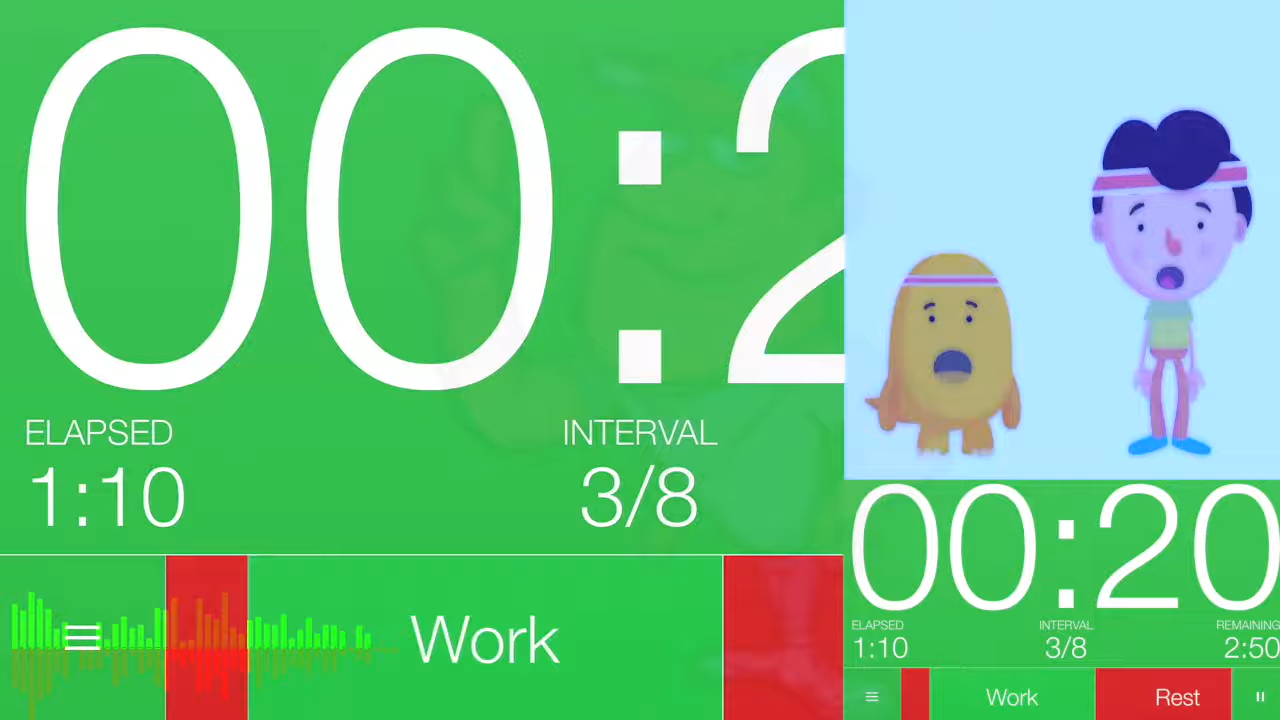 00:2
ELAPSED INTERVAL
1:10 3/8
Work
00:20
ELAPSED INTERVAL REMAINING
1:10 3/8 2:50
Work Rest